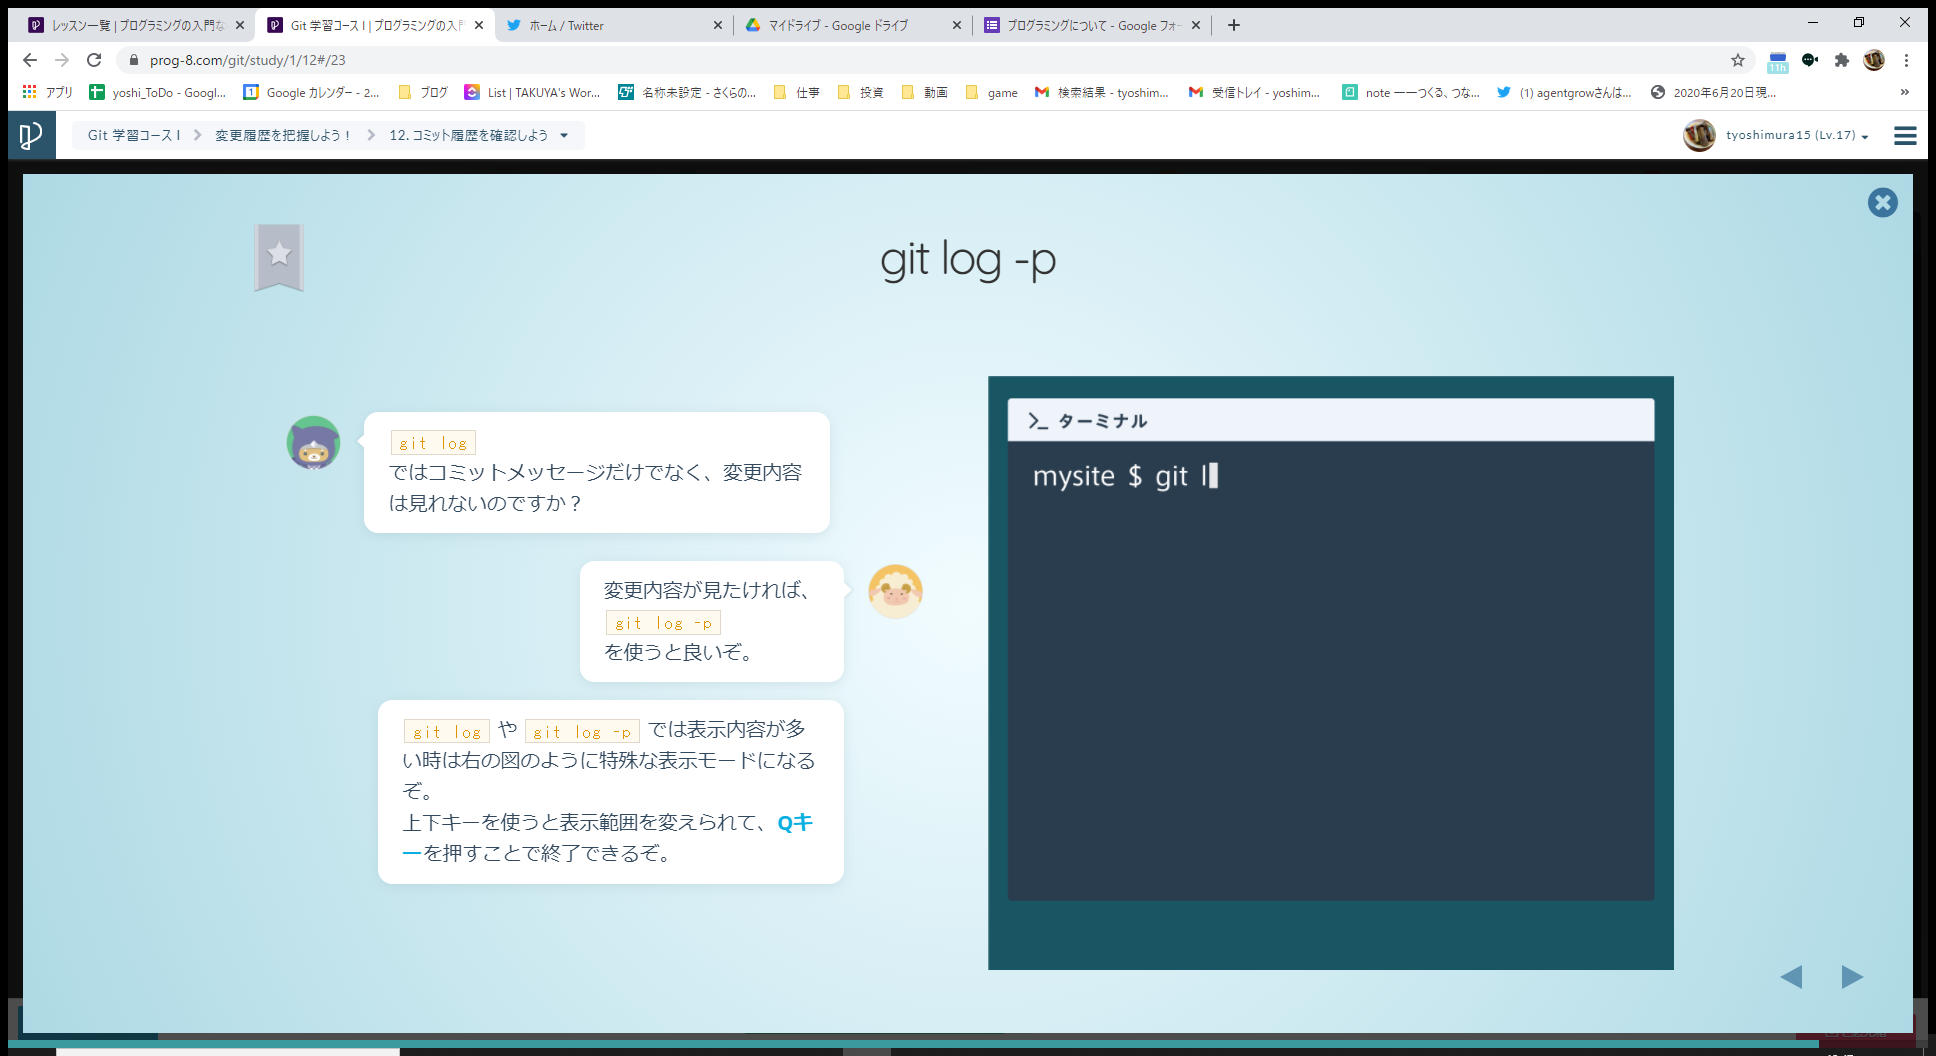 レッスン一覧 | プログラミングの入門な
Git 学習コース I | プログラミングの入門
ホーム / Twitter
マイドライブ - Google ドライブ
プログラミングについて - Google フォー
prog-8.com/git/study/1/12#/23
11h
アプリ
yoshi_ToDo - Googl...
Google カレンダー - 2...
ブログ
List | TAKUYA's Wor...
名称未設定 - さくらの...
仕事
投資
動画
game
検索結果 - tyoshim...
受信トレイ - yoshim...
note ――つくる、つな...
(1) agentgrowさんは...
2020年6月20日現...
»
Git 学習コース I
変更履歴を把握しよう！
12. コミット履歴を確認しよう
tyoshimura15 (Lv.17)
git log -p
git log
ではコミットメッセージだけでなく、変更内容
は見れないのですか？
変更内容が見たければ、
git log -p
を使うと良いぞ。
git log や git log -p では表示内容が多
い時は右の図のように特殊な表示モードになる
ぞ。
上下キーを使うと表示範囲を変えられて、Qキ
ーを押すことで終了できるぞ。
>_ ターミナル
mysite $ git l